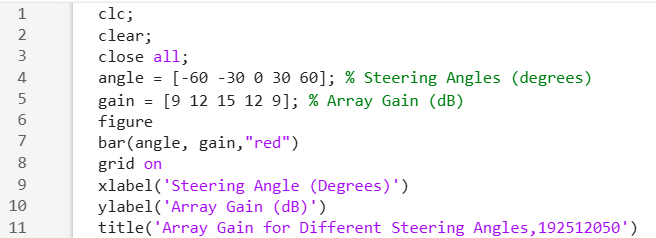 1 clc;
2 clear;
3 close all;
4 angle = [-60 -30 0 30 60]; % Steering Angles (degrees)
5 gain = [9 12 15 12 9]; % Array Gain (dB)
6 figure
7 bar(angle, gain,"red")
8 grid on
9 xlabel('Steering Angle (Degrees)')
10 ylabel('Array Gain (dB)')
11 title('Array Gain for Different Steering Angles,192512050')